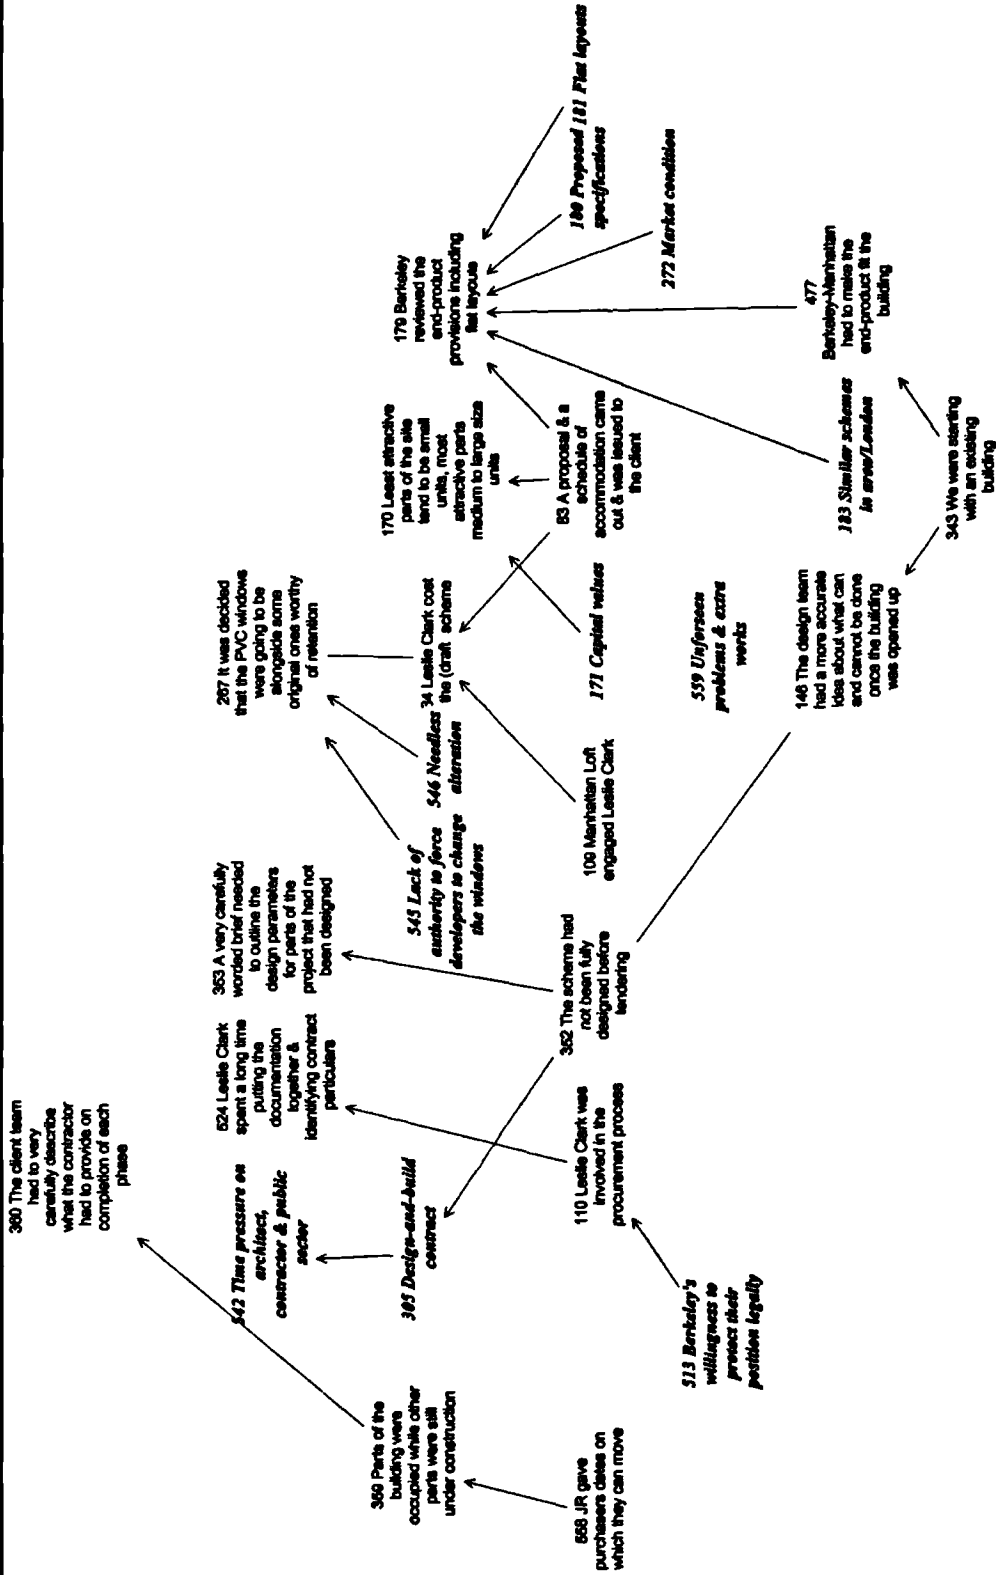 360 The client team
had to very
carefully describe
what the contractor
had to provide on
completion of each
phase
542 Time pressure on
architect,
contractor & public
sector
524 Leslie Clark
spent a long time
putting the
documentation
together &
identifying contract
particulars
353 A very carefully
worded brief needed
to outline the
design parameters
for parts of the
project that had not
been designed
267 It was decided
that the PVC windows
were going to be
alongside some
original ones worthy
of retention
170 Least attractive
parts of the site
tend to be small
units, most
attractive parts
medium to large size
units
179 Berkeley
reviewed the
end-product
provisions including
flat layouts
359 Parts of the
building were
occupied while other
parts were still
under construction
305 Design-and-build
contract
545 Lack of
authority to force
developers to change
the windows
546 Needless
alteration
34 Leslie Clark cost
the (draft scheme
558 JR gave
purchasers dates on
which they can move
110 Leslie Clark was
involved in the
procurement process
352 The scheme had
not been fully
designed before
tendering
109 Manhattan Loft
engaged Leslie Clark
171 Capital values
83 A proposal & a
schedule of
accommodation came
out & was issued to
the client
180 Proposed
specifications
181 Flat layouts
272 Market condition
513 Berkeley's
willingness to
protect their
position legally
559 Unforseen
problems & extra
works
148 The design team
had a more accurate
idea about what can
and cannot be done
once the building
was opened up
183 Similar schemes
in area/London
477
Berkeley-Manhattan
had to make the
end-product fit the
building
343 We were starting
with an existing
building